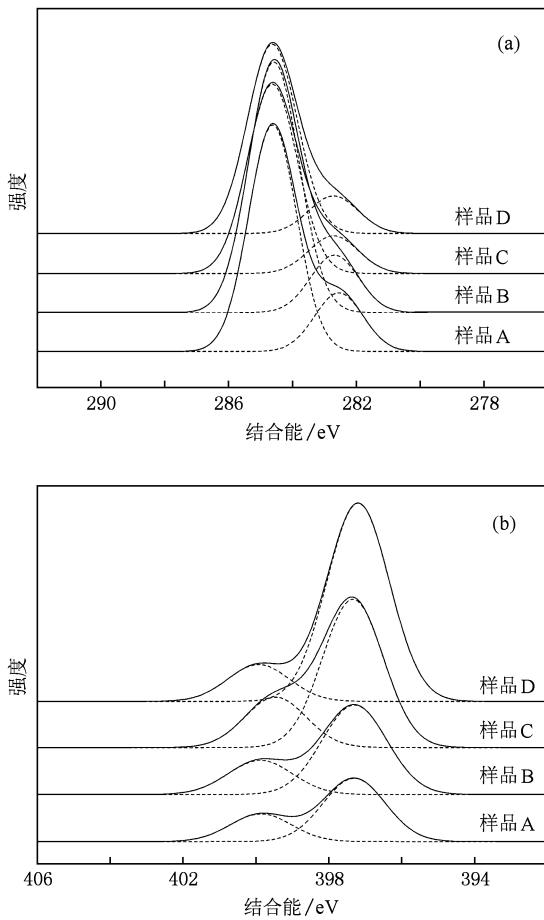 (a)
强度
样品D
样品C
样品B
样品A
290 286 282 278
结合能/eV
(b)
强度
样品D
样品C
样品B
样品A
406 402 398 394
结合能/eV